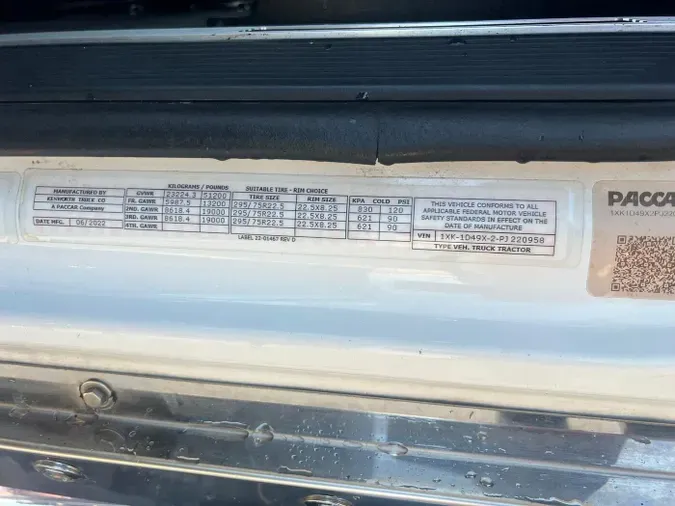 KILOGRAMS / POUNDS SUITABLE TIRE - RIM CHOICE
MANUFACTURED BY GVWR 23224.3 51200 TIRE SIZE RIM SIZE KPA COLD PSI
KENWORTH TRUCK CO FR. GAWR 5987.5 13200 295/75R22.5 22.5X8.25 830 120
A PACCAR Company 2ND. GAWR 8618.4 19000 295/75R22.5 22.5X8.25 621 90
DATE MFG. 06/2022 3RD. GAWR 8618.4 19000 295/75R22.5 22.5X8.25 621 90
4TH. GAWR
LABEL 22-01467 REV D
THIS VEHICLE CONFORMS TO ALL
APPLICABLE FEDERAL MOTOR VEHICLE
SAFETY STANDARDS IN EFFECT ON THE
DATE OF MANUFACTURE
VIN 1XK-1D49X-2-PJ220958
TYPE VEH. TRUCK TRACTOR
PACCAR